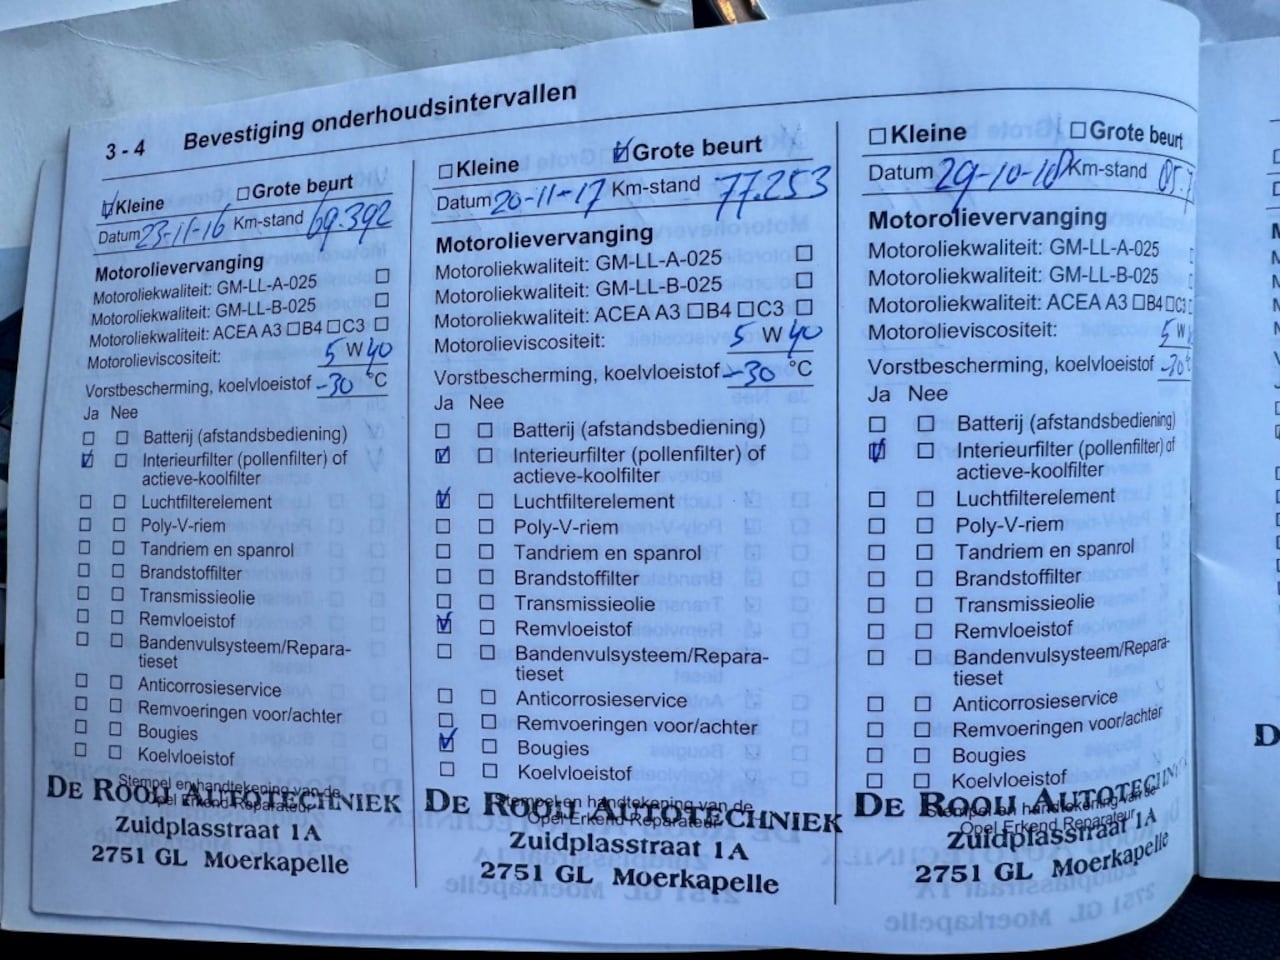 3 - 4 Bevestiging onderhoudsintervallen
Kleine Grote beurt
Datum 23-11-16 Km-stand 69.392
Motorolievervanging
Motoroliekwaliteit: GM-LL-A-025
Motoroliekwaliteit: GM-LL-B-025
Motoroliekwaliteit: ACEA A3 B4 C3
Motorolieviscositeit: 5 W 40
Vorstbescherming, koelvloeistof -30 °C
Ja Nee
Batterij (afstandsbediening)
Interieurfilter (pollenfilter) of
actieve-koolfilter
Luchtfilterelement
Poly-V-riem
Tandriem en spanrol
Brandstoffilter
Transmissieolie
Remvloeistof
Bandenvulsysteem/Repara-
tieset
Anticorrosieservice
Remvoeringen voor/achter
Bougies
Koelvloeistof
Stempel en handtekening van de
Opel Erkend Reparateur
DE ROOIJ AUTOTECHNIEK
Zuidplasstraat 1A
2751 GL Moerkapelle
Kleine Grote beurt
Datum 20-11-17 Km-stand 77.253
Motorolievervanging
Motoroliekwaliteit: GM-LL-A-025
Motoroliekwaliteit: GM-LL-B-025
Motoroliekwaliteit: ACEA A3 B4 C3
Motorolieviscositeit: 5 W 40
Vorstbescherming, koelvloeistof -30 °C
Ja Nee
Batterij (afstandsbediening)
Interieurfilter (pollenfilter) of
actieve-koolfilter
Luchtfilterelement
Poly-V-riem
Tandriem en spanrol
Brandstoffilter
Transmissieolie
Remvloeistof
Bandenvulsysteem/Repara-
tieset
Anticorrosieservice
Remvoeringen voor/achter
Bougies
Koelvloeistof
Stempel en handtekening van de
Opel Erkend Reparateur
DE ROOIJ AUTOTECHNIEK
Zuidplasstraat 1A
2751 GL Moerkapelle
Kleine Grote beurt
Datum 29-10-18 Km-stand
Motorolievervanging
Motoroliekwaliteit: GM-LL-A-025
Motoroliekwaliteit: GM-LL-B-025
Motoroliekwaliteit: ACEA A3 B4 C3
Motorolieviscositeit: 5 W
Vorstbescherming, koelvloeistof -30
Ja Nee
Batterij (afstandsbediening)
Interieurfilter (pollenfilter) of
actieve-koolfilter
Luchtfilterelement
Poly-V-riem
Tandriem en spanrol
Brandstoffilter
Transmissieolie
Remvloeistof
Bandenvulsysteem/Repara-
tieset
Anticorrosieservice
Remvoeringen voor/achter
Bougies
Koelvloeistof
Stempel en handtekening van de
Opel Erkend Reparateur
DE ROOIJ AUTOTECHNIEK
Zuidplasstraat 1A
2751 GL Moerkapelle